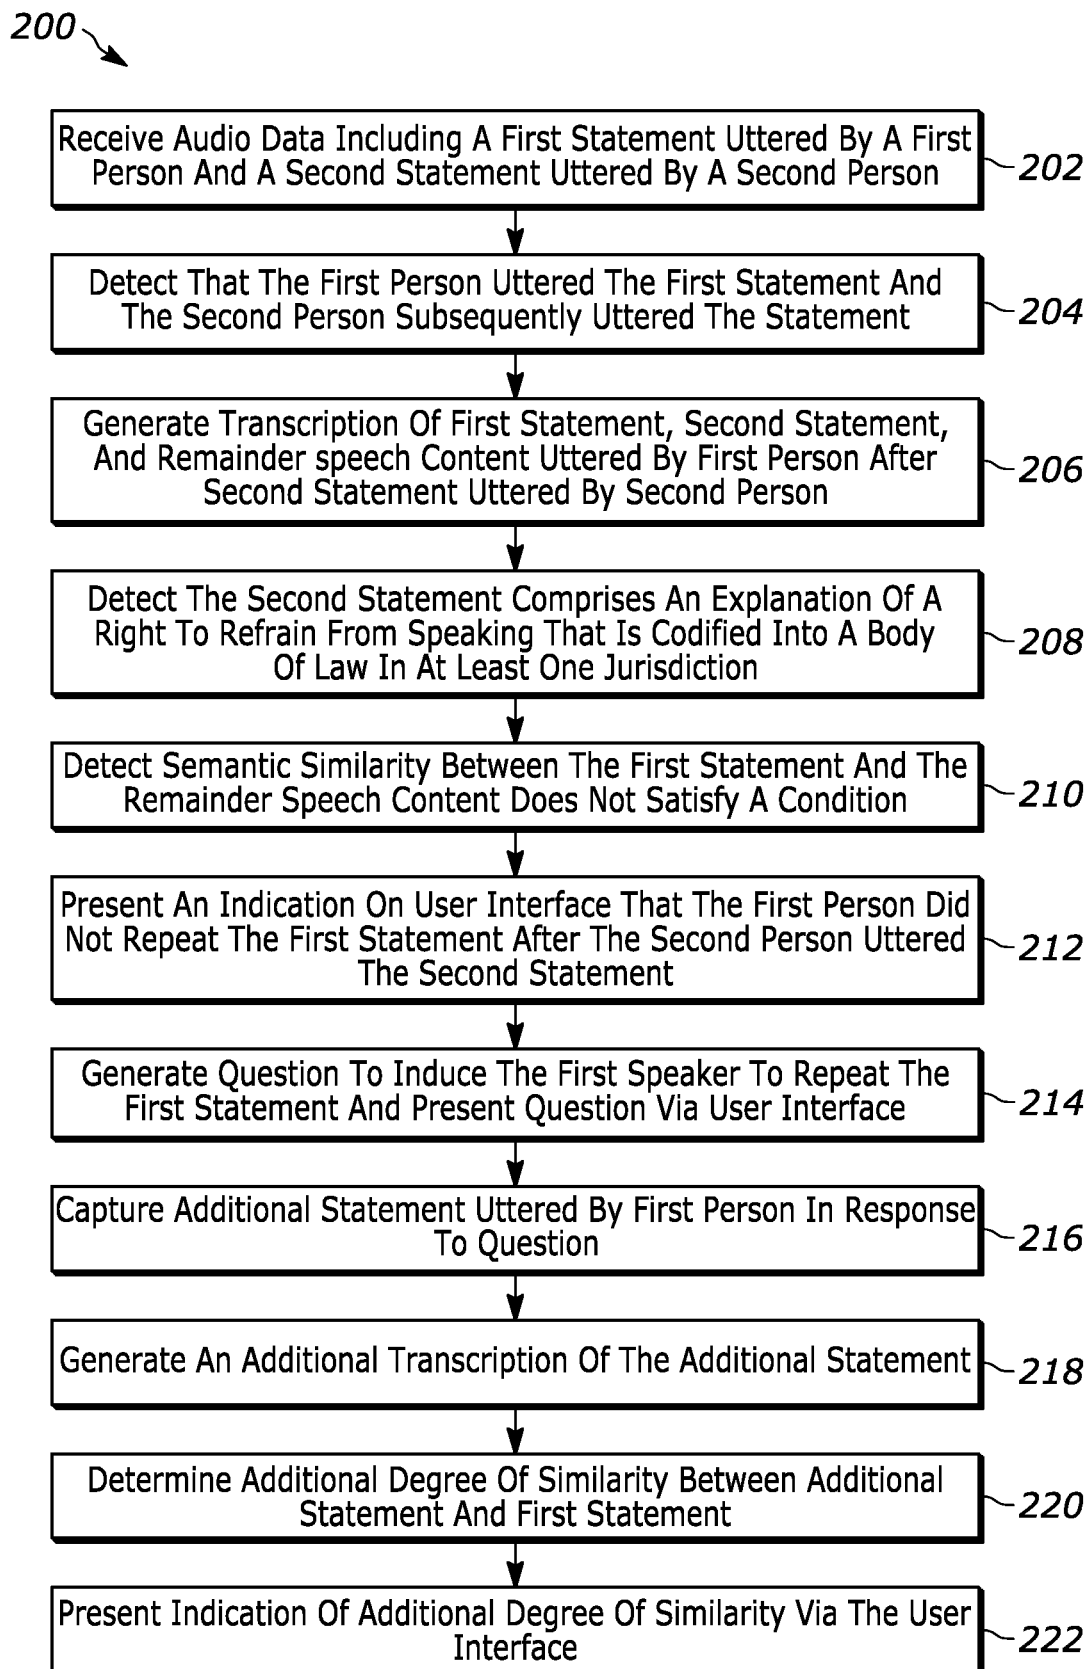 200
Receive Audio Data Including A First Statement Uttered By A First
Person And A Second Statement Uttered By A Second Person
202
Detect That The First Person Uttered The First Statement And
The Second Person Subsequently Uttered The Statement
204
Generate Transcription Of First Statement, Second Statement,
And Remainder speech Content Uttered By First Person After
Second Statement Uttered By Second Person
206
Detect The Second Statement Comprises An Explanation Of A
Right To Refrain From Speaking That Is Codified Into A Body
Of Law In At Least One Jurisdiction
208
Detect Semantic Similarity Between The First Statement And The
Remainder Speech Content Does Not Satisfy A Condition
210
Present An Indication On User Interface That The First Person Did
Not Repeat The First Statement After The Second Person Uttered
The Second Statement
212
Generate Question To Induce The First Speaker To Repeat The
First Statement And Present Question Via User Interface
214
Capture Additional Statement Uttered By First Person In Response
To Question
216
Generate An Additional Transcription Of The Additional Statement
218
Determine Additional Degree Of Similarity Between Additional
Statement And First Statement
220
Present Indication Of Additional Degree Of Similarity Via The User
Interface
222